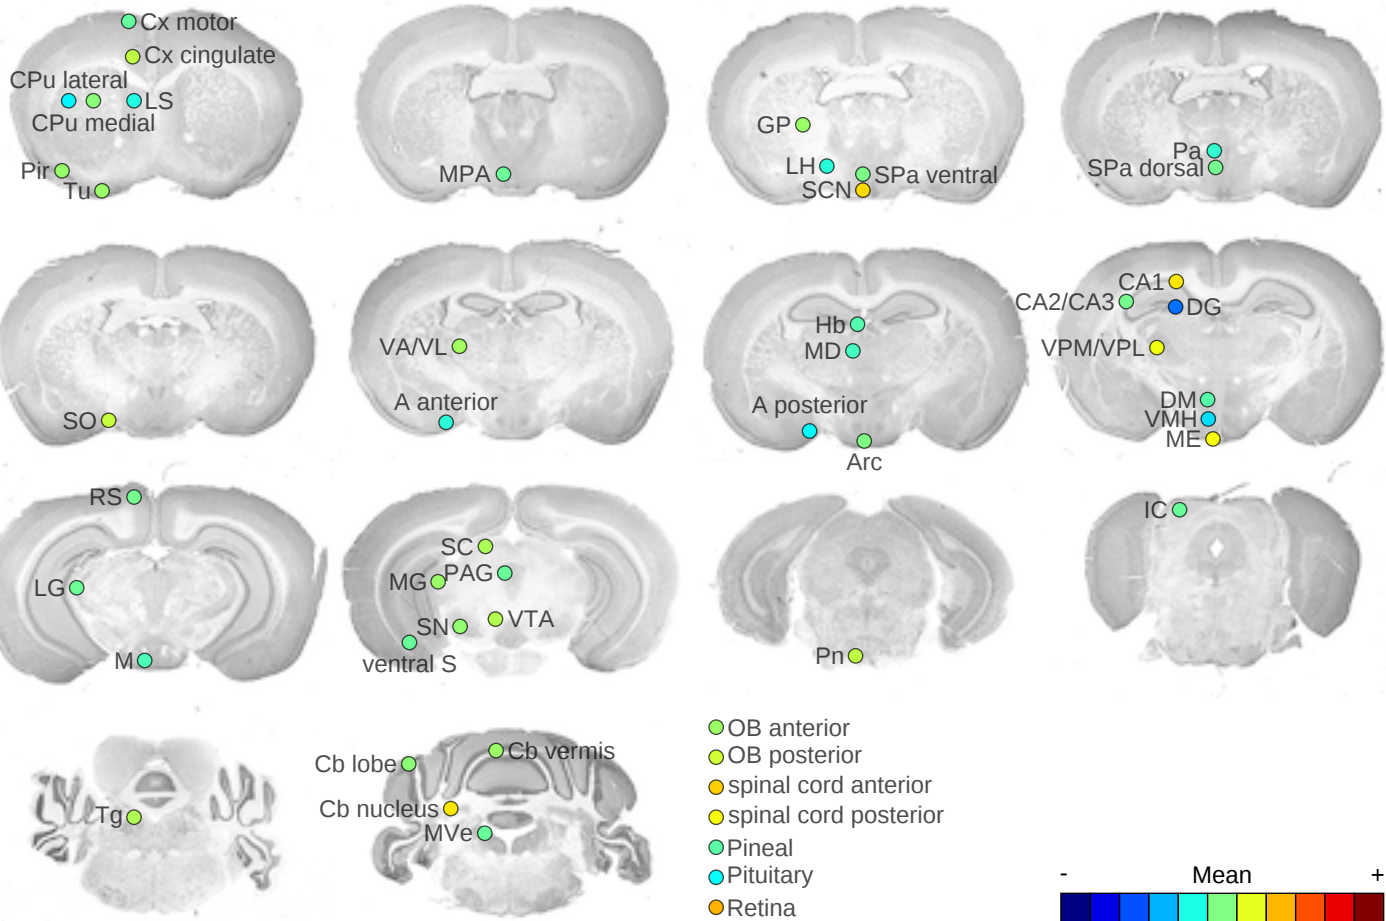 Cx motor
Cx cingulate
CPu lateral
LS
CPu medial
Pir
Tu
MPA
GP
LH
SPa ventral
SCN
Pa
SPa dorsal
SO
VA/VL
A anterior
Hb
MD
A posterior
Arc
CA1
CA2/CA3
DG
VPM/VPL
DM
VMH
ME
RS
LG
M
SC
MG PAG
SN VTA
ventral S
Pn
IC
Tg
Cb lobe
Cb vermis
Cb nucleus
MVe
OB anterior
OB posterior
spinal cord anterior
spinal cord posterior
Pineal
Pituitary
Retina
- Mean +